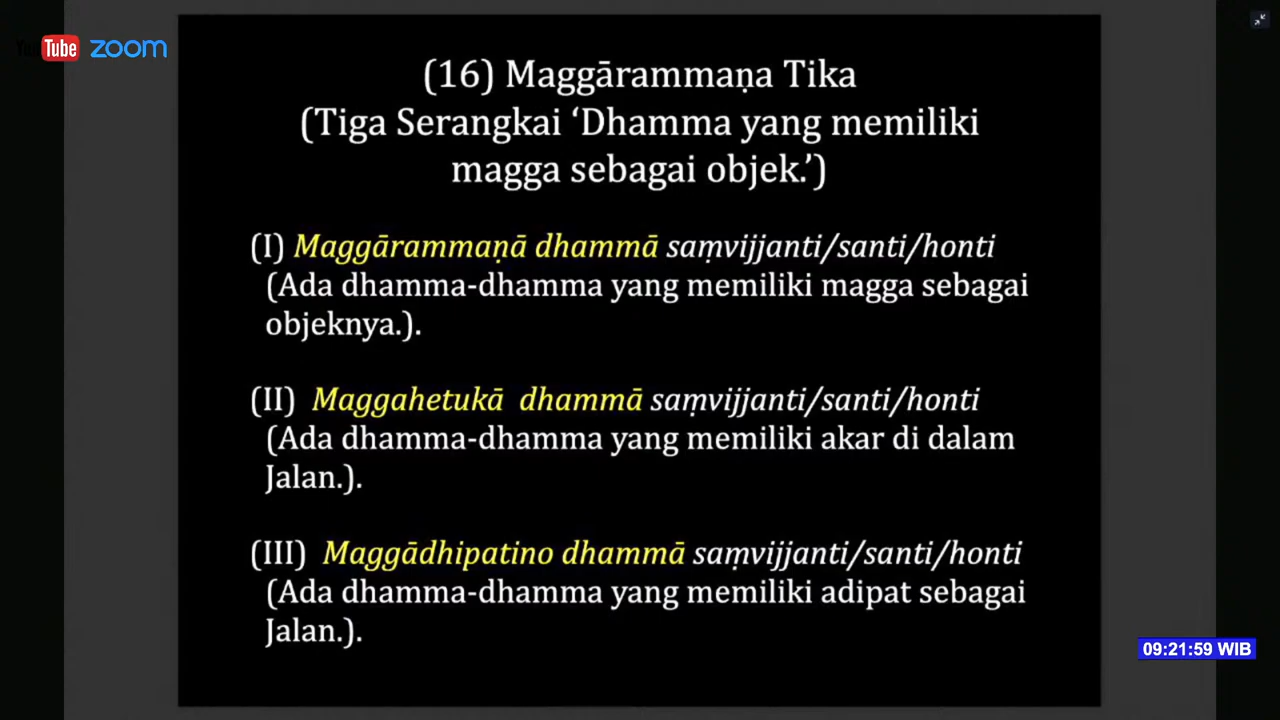 YouTube zoom
(16) Maggārammaṇa Tika
(Tiga Serangkai ‘Dhamma yang memiliki
magga sebagai objek.’)
(I) Maggārammaṇā dhammā saṃvijjanti/santi/honti
(Ada dhamma-dhamma yang memiliki magga sebagai
objeknya.).
(II) Maggahetukā dhammā saṃvijjanti/santi/honti
(Ada dhamma-dhamma yang memiliki akar di dalam
Jalan.).
(III) Maggādhipatino dhammā saṃvijjanti/santi/honti
(Ada dhamma-dhamma yang memiliki adipat sebagai
Jalan.).
09:21:59 WIB